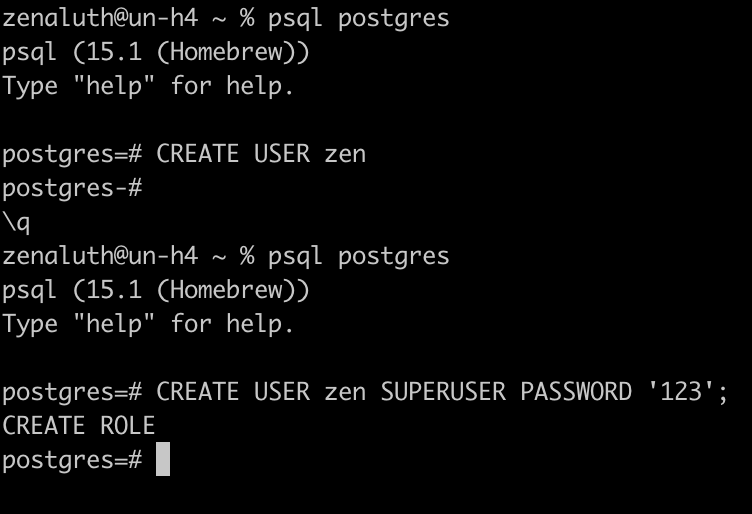 zenaluth@un-h4 ~ % psql postgres
psql (15.1 (Homebrew))
Type "help" for help.
postgres=# CREATE USER zen
postgres-#
\q
zenaluth@un-h4 ~ % psql postgres
psql (15.1 (Homebrew))
Type "help" for help.
postgres=# CREATE USER zen SUPERUSER PASSWORD '123';
CREATE ROLE
postgres=#